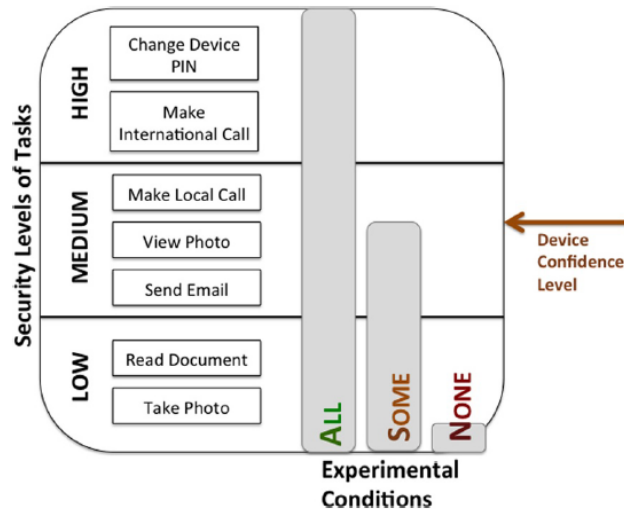 Security Levels of Tasks
HIGH
Change Device
PIN
Make
International Call
MEDIUM
Make Local Call
View Photo
Send Email
LOW
Read Document
Take Photo
ALL
SOME
NONE
Experimental
Conditions
Device
Confidence
Level